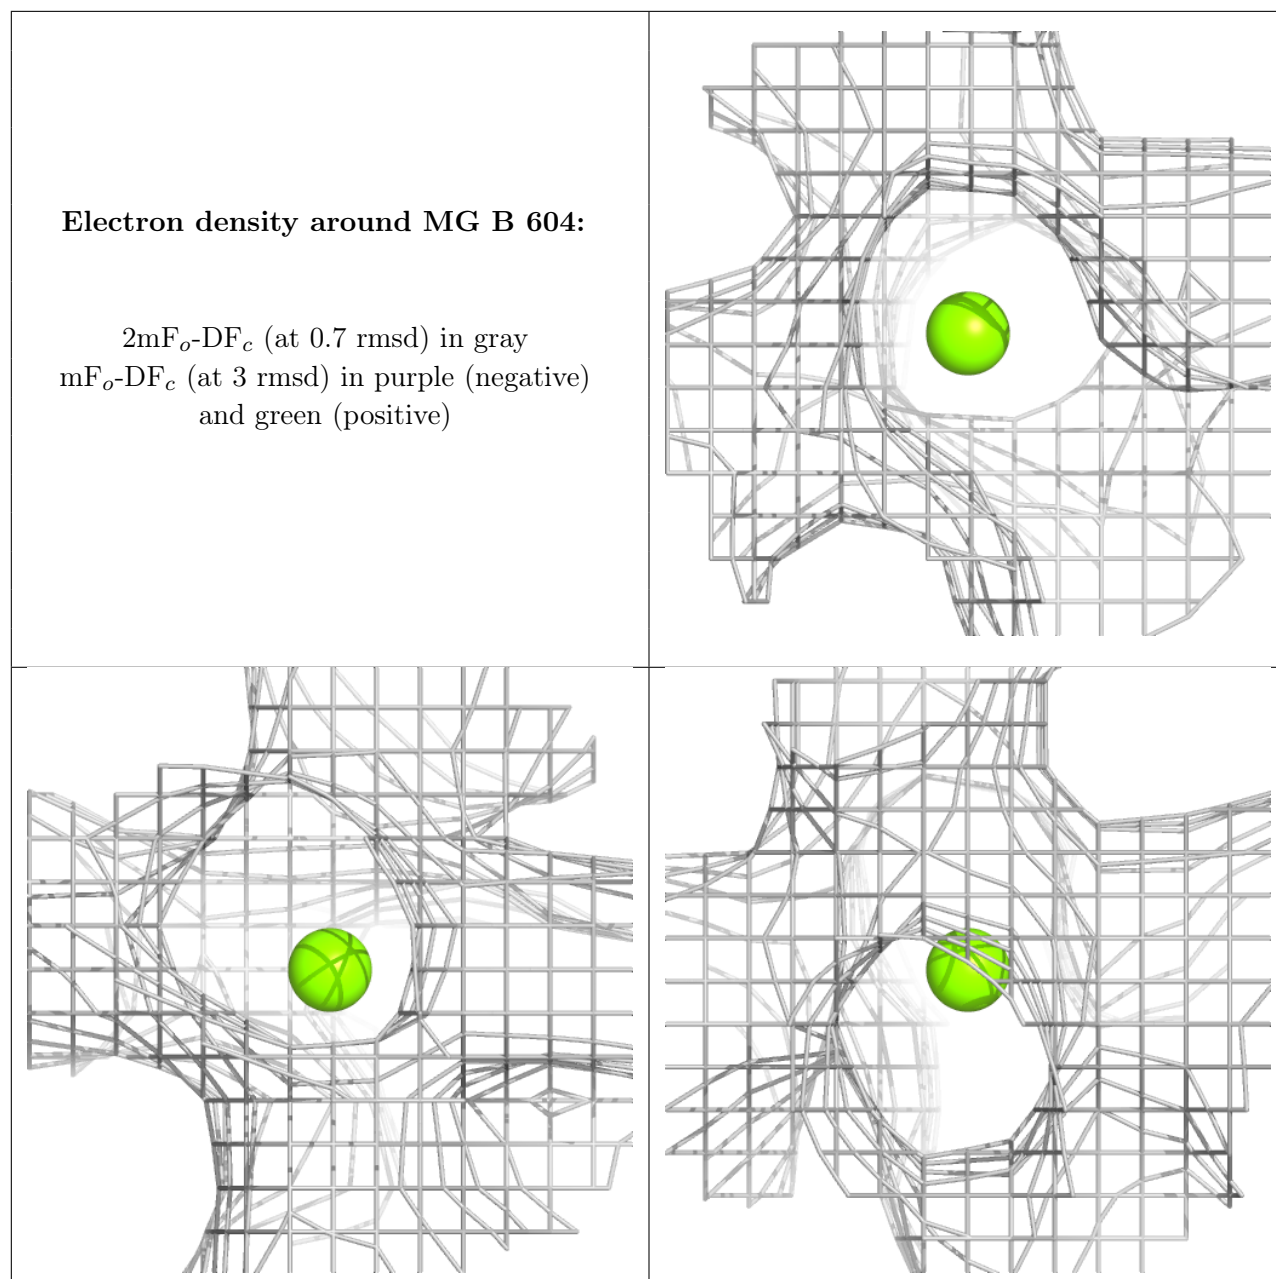 Electron density around MG B 604:
2mFo-DFc (at 0.7 rmsd) in gray
mFo-DFc (at 3 rmsd) in purple (negative)
and green (positive)